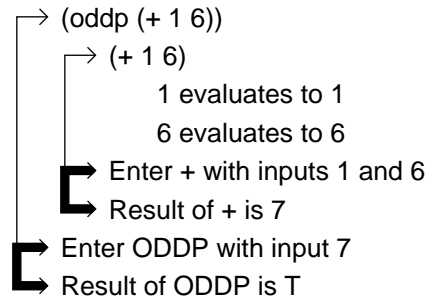 (oddp (+ 1 6))
(+ 1 6)
1 evaluates to 1
6 evaluates to 6
Enter + with inputs 1 and 6
Result of + is 7
Enter ODDP with input 7
Result of ODDP is T